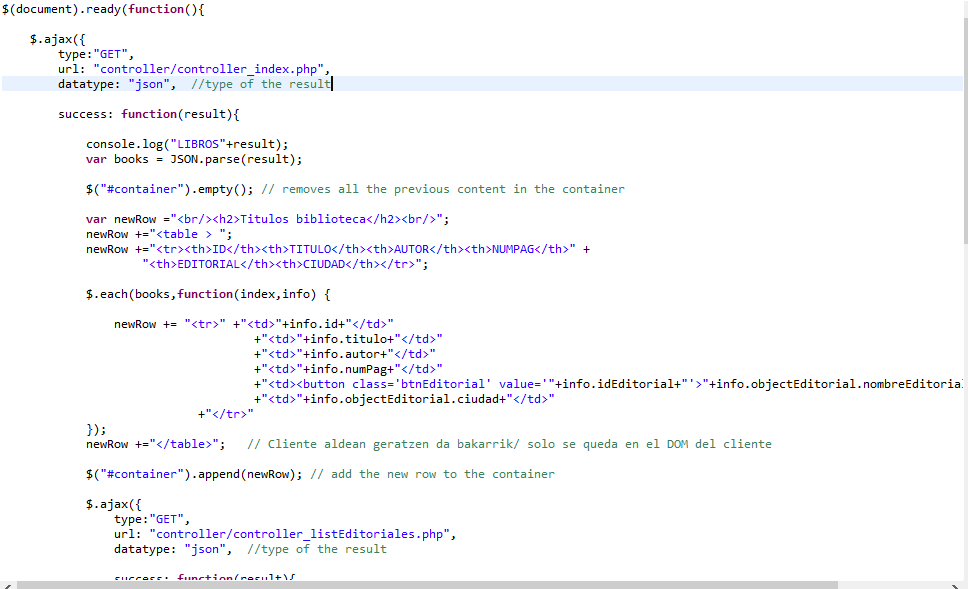 $(document).ready(function(){
$.ajax({
type:"GET",
url: "controller/controller_index.php",
datatype: "json",  //type of the result
success: function(result){
console.log("LIBROS"+result);
var books = JSON.parse(result);
$("#container").empty(); // removes all the previous content in the container
var newRow ="<br/><h2>Titulos biblioteca</h2><br/>";
newRow +="<table > ";
newRow +="<tr><th>ID</th><th>TITULO</th><th>AUTOR</th><th>NUMPAG</th>" +
"<th>EDITORIAL</th><th>CIUDAD</th></tr>";
$.each(books,function(index,info) {
newRow += "<tr>" +"<td>"+info.id+"</td>"
+"<td>"+info.titulo+"</td>"
+"<td>"+info.autor+"</td>"
+"<td>"+info.numPag+"</td>"
+"<td><button class='btnEditorial' value='"+info.idEditorial+"'>"+info.objectEditorial.nombreEditorial
+"<td>"+info.objectEditorial.ciudad+"</td>"
+"</tr>"
});
newRow +="</table>";   // Cliente aldean geratzen da bakarrik/ solo se queda en el DOM del cliente
$("#container").append(newRow); // add the new row to the container
$.ajax({
type:"GET",
url: "controller/controller_listEditoriales.php",
datatype: "json",  //type of the result
success: function(result){